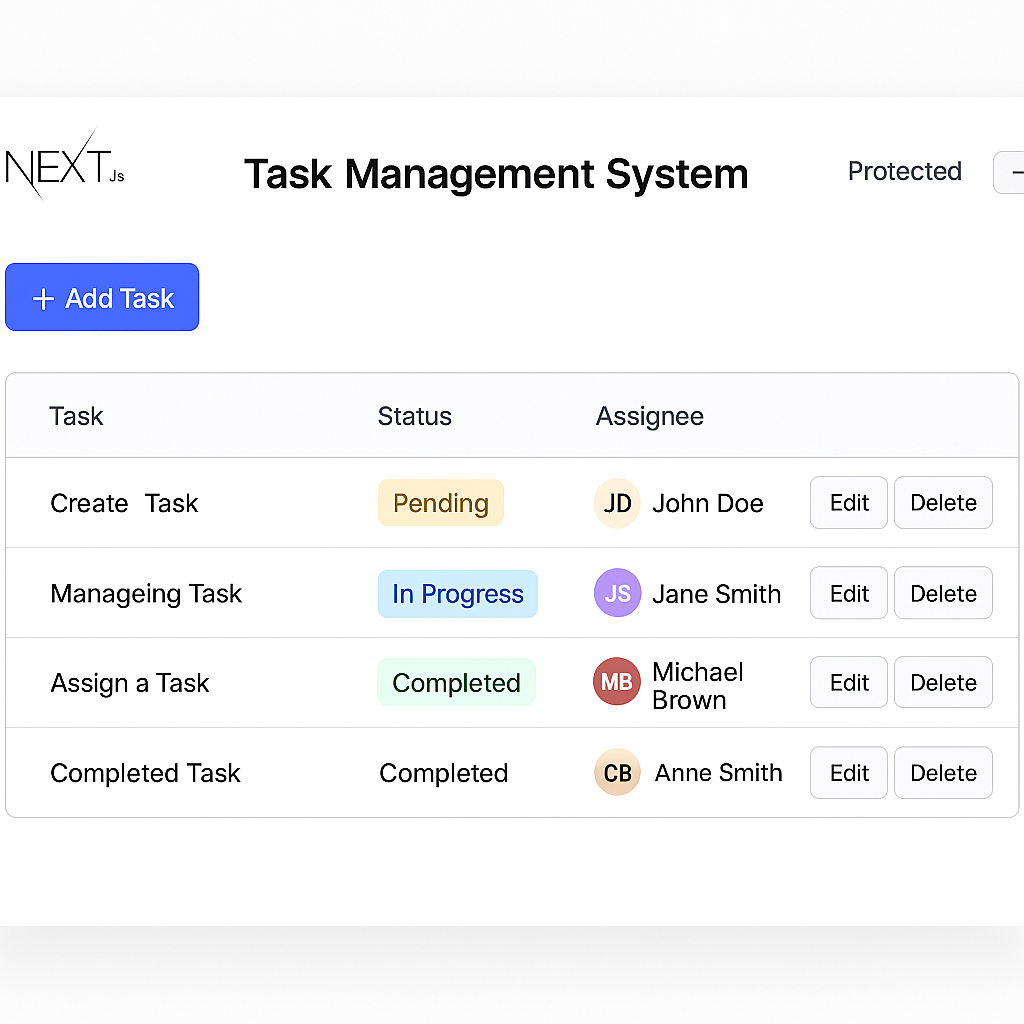 NEXT.Js
Task Management System
Protected
+ Add Task
Task Status Assignee
Create Task Pending JD John Doe Edit Delete
Manageing Task In Progress JS Jane Smith Edit Delete
Assign a Task Completed MB Michael Brown Edit Delete
Completed Task Completed CB Anne Smith Edit Delete